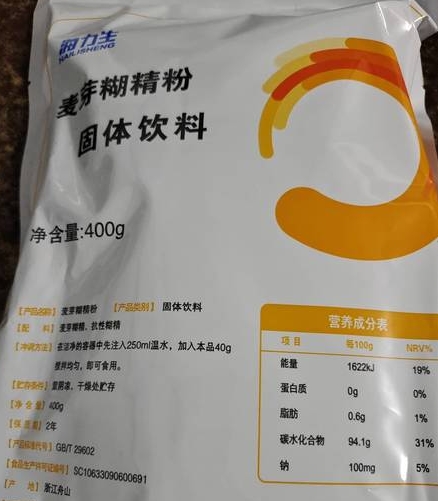 海力生
HAILISHENG
麦芽糊精粉
固体饮料
净含量:400g
【产品名称】麦芽糊精粉 【产品类别】固体饮料
【配 料】麦芽糊精、抗性糊精
【冲调方法】在洁净的容器中先注入250ml温水，加入本品40g
搅拌均匀，即可食用。
【贮存条件】置阴凉、干燥处贮存
【净 含 量】400g
【保 质 期】2年
【产品标准代号】GB/T 29602
【食品生产许可证编号】SC10633090600691
【产 地】浙江舟山
营养成分表
项目 每100g NRV%
能量 1622kJ 19%
蛋白质 0g 0%
脂肪 0.6g 1%
碳水化合物 94.1g 31%
钠 100mg 5%